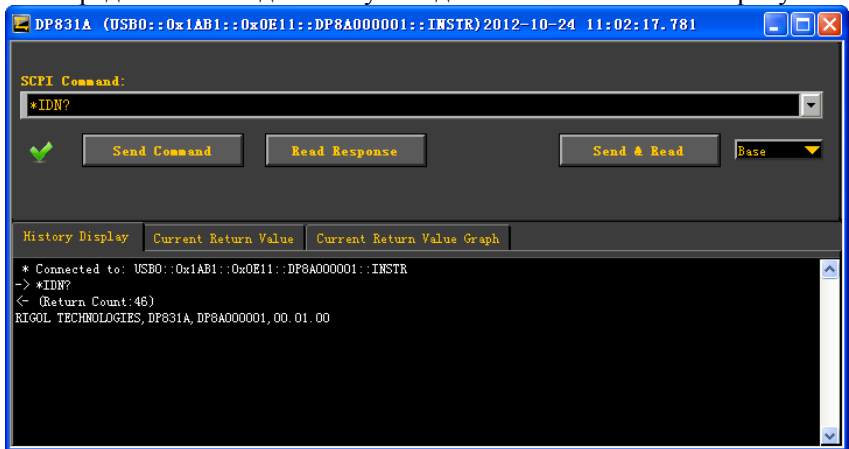 DP831A (USB0::0x1AB1::0x0E11::DP8A000001::INSTR)2012-10-24 11:02:17.781
SCPI Command:
*IDN?
Send Command Read Response Send & Read Base
History Display Current Return Value Current Return Value Graph
* Connected to: USB0::0x1AB1::0x0E11::DP8A000001::INSTR
-> *IDN?
<- (Return Count:46)
RIGOL TECHNOLOGIES,DP831A,DP8A000001,00.01.00